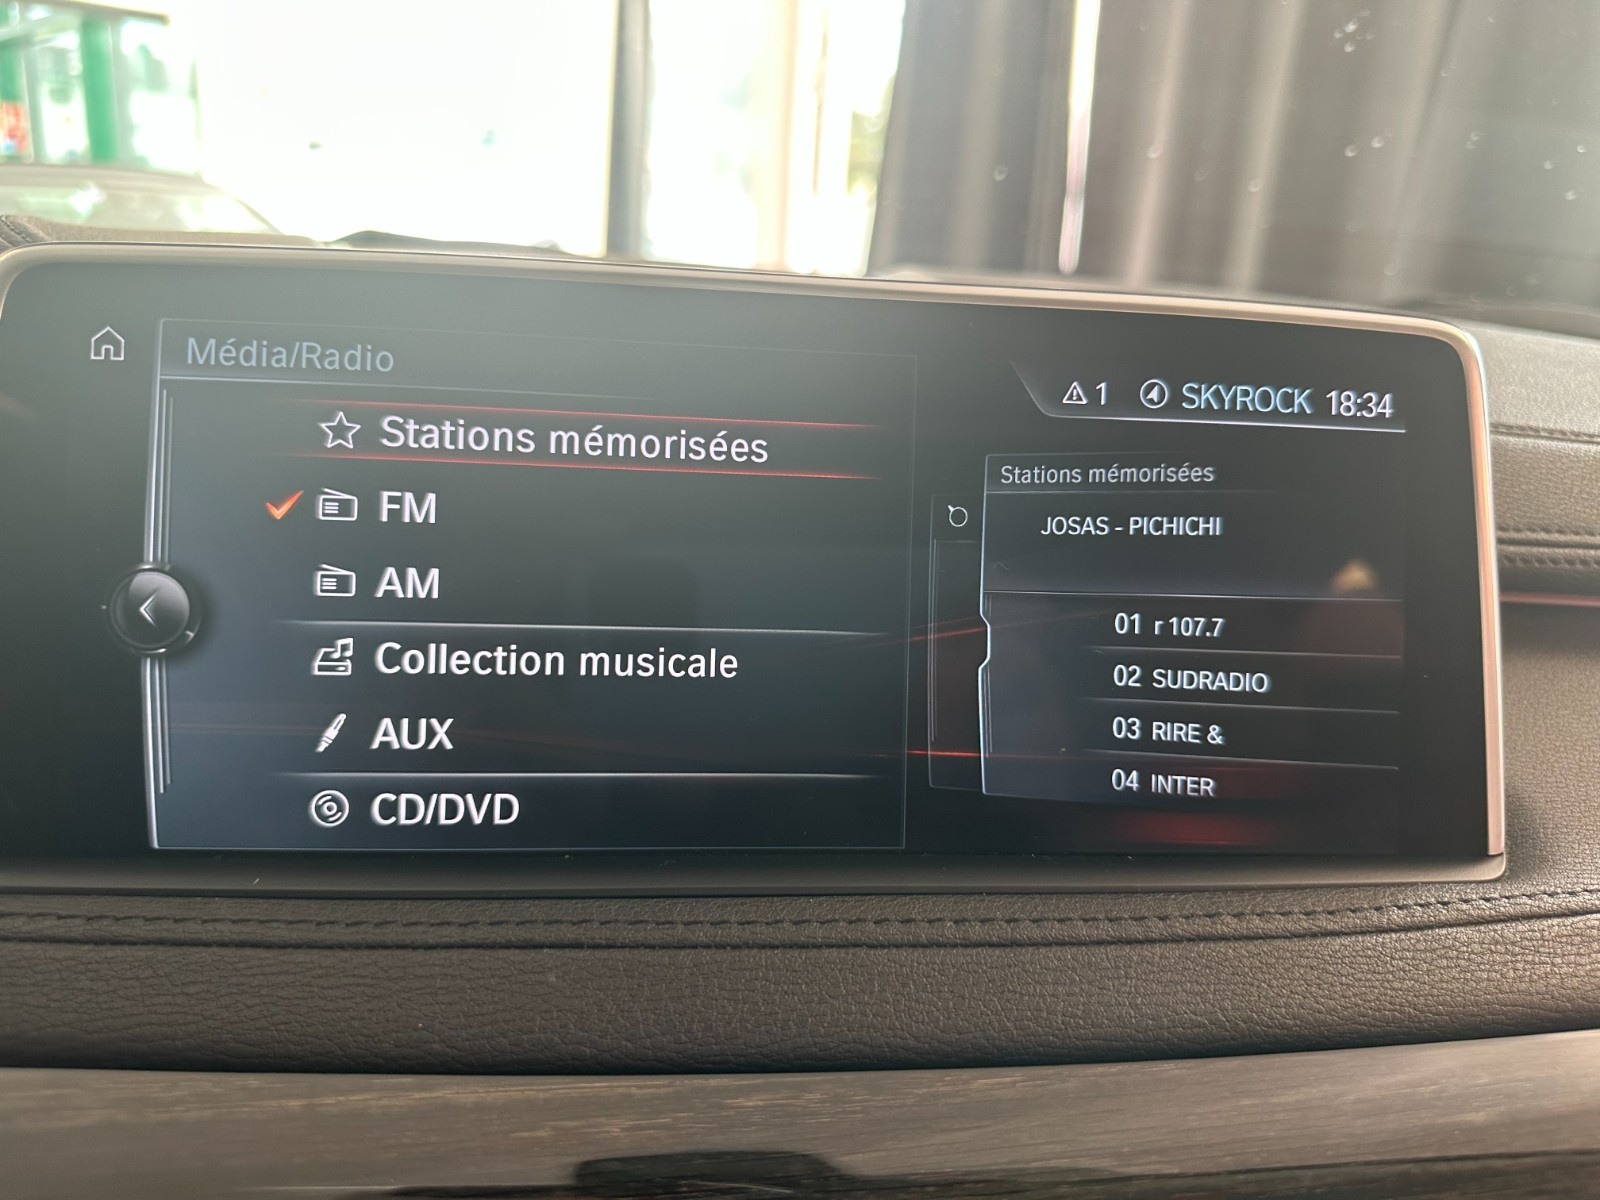 Média/Radio
1 SKYROCK 18:34
Stations mémorisées
FM
AM
Collection musicale
AUX
CD/DVD
Stations mémorisées
JOSAS - PICHICHI
01 r 107.7
02 SUDRADIO
03 RIRE &
04 INTER